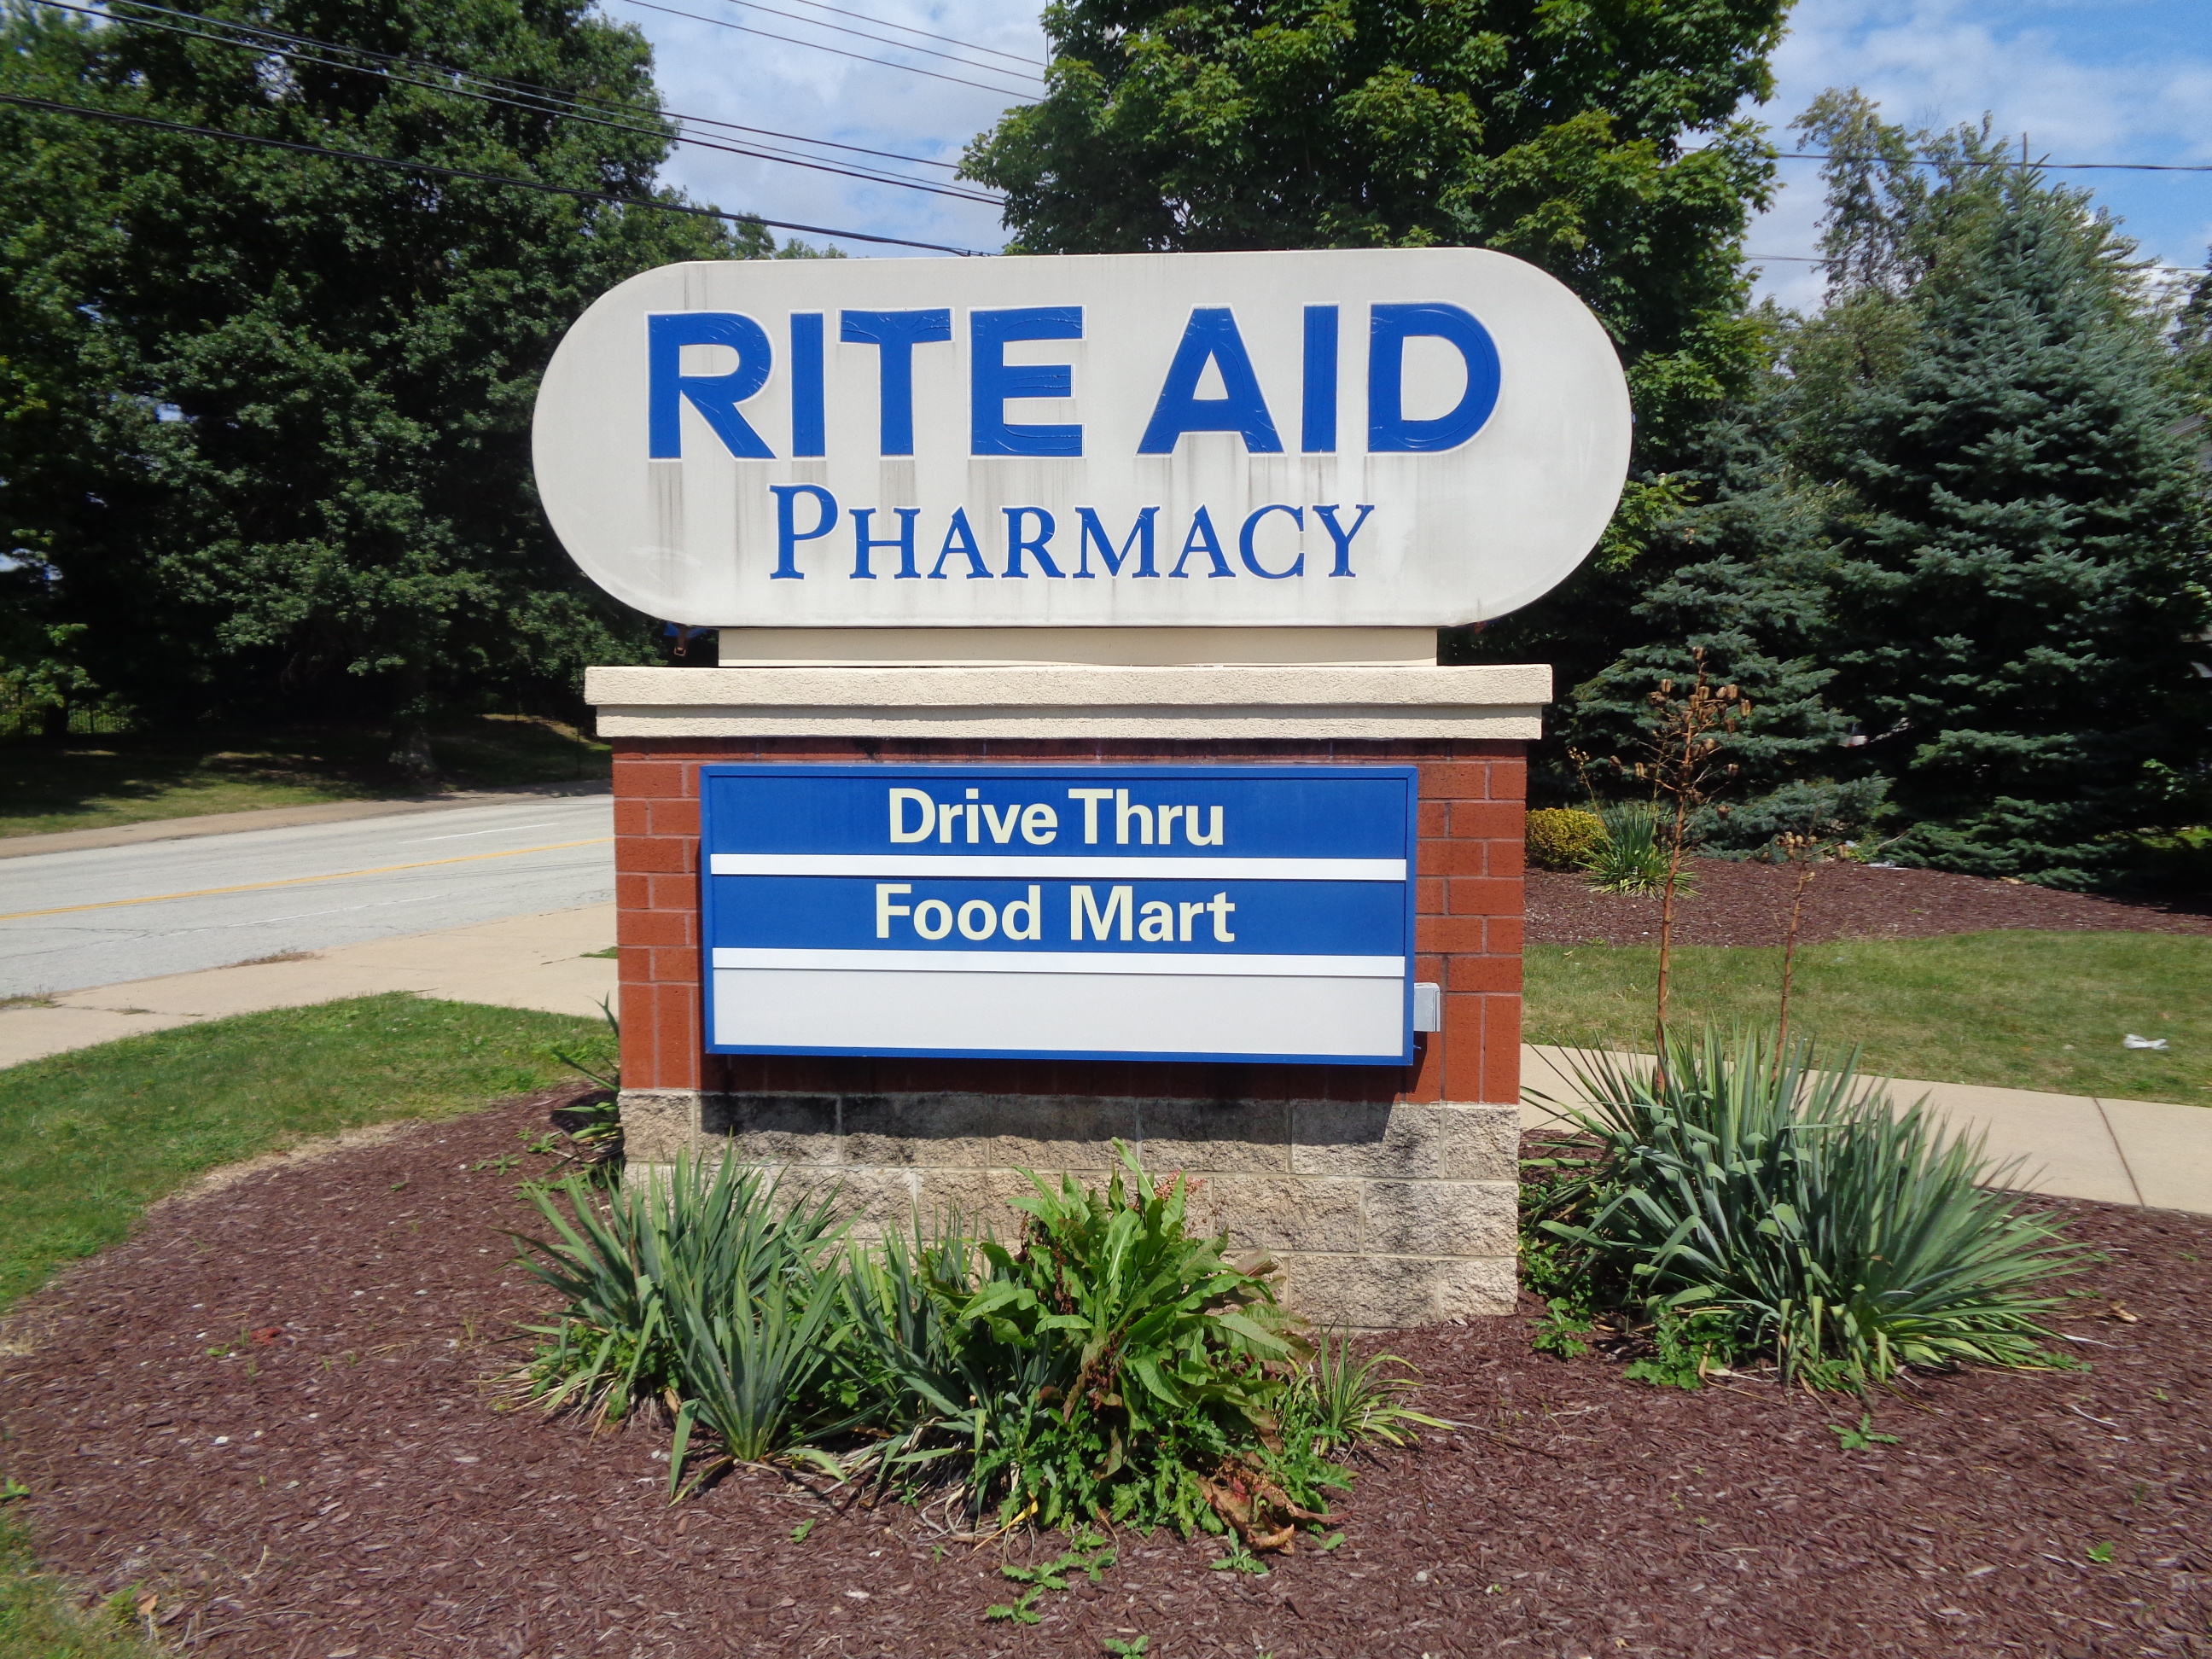 RITE AID
PHARMACY
Drive Thru
Food Mart